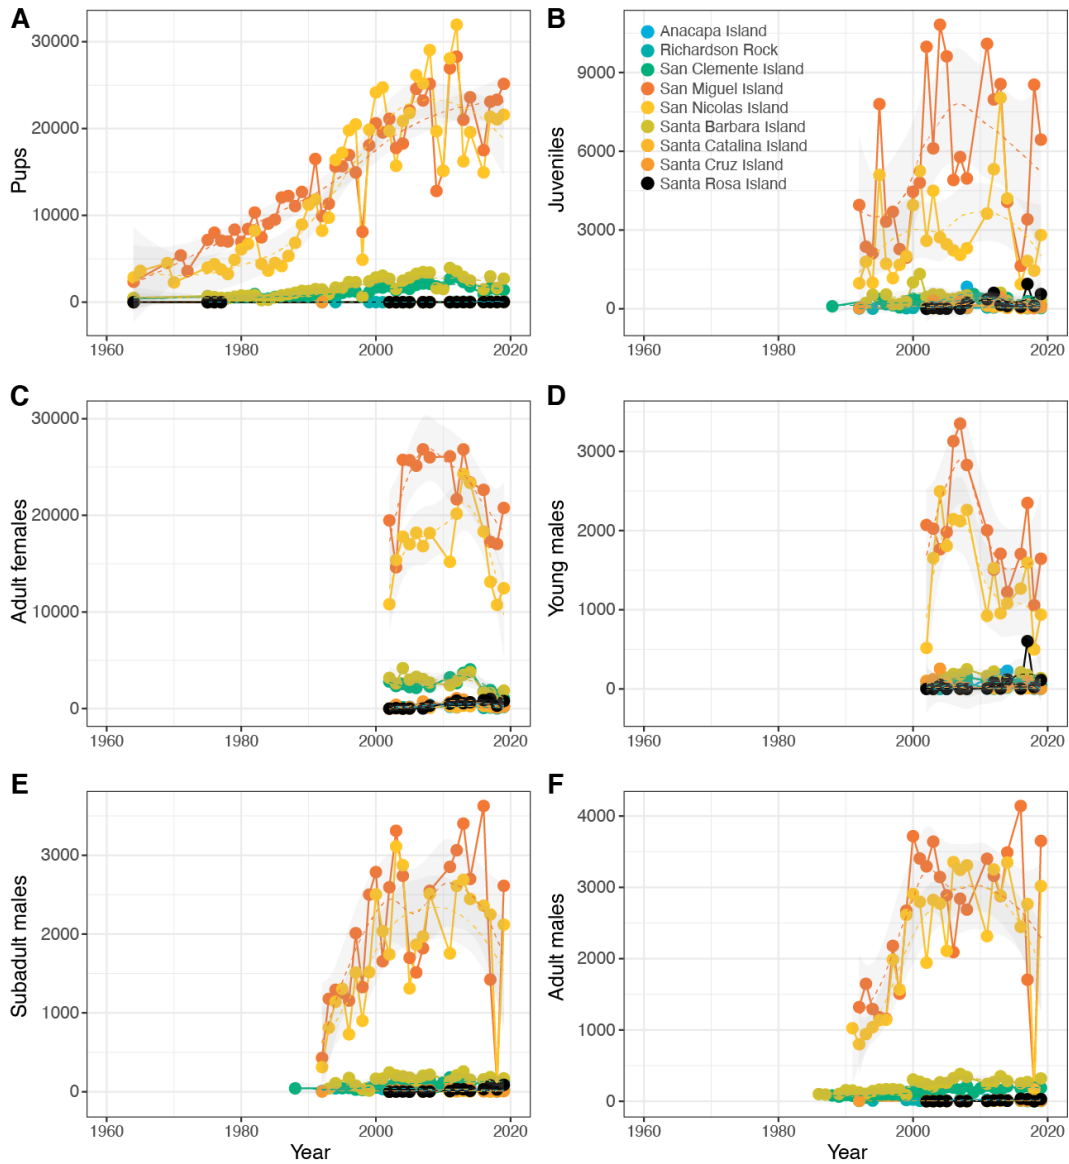 A
B
30000
20000
10000
0
Pups
1960
1980
2000
2020
9000
6000
3000
0
Juveniles
Anacapa Island
Richardson Rock
San Clemente Island
San Miguel Island
San Nicolas Island
Santa Barbara Island
Santa Catalina Island
Santa Cruz Island
Santa Rosa Island
1960
1980
2000
2020
C
D
30000
20000
10000
0
Adult females
1960
1980
2000
2020
3000
2000
1000
0
Young males
1960
1980
2000
2020
E
F
3000
2000
1000
0
Subadult males
1960
1980
2000
2020
Year
4000
3000
2000
1000
0
Adult males
1960
1980
2000
2020
Year